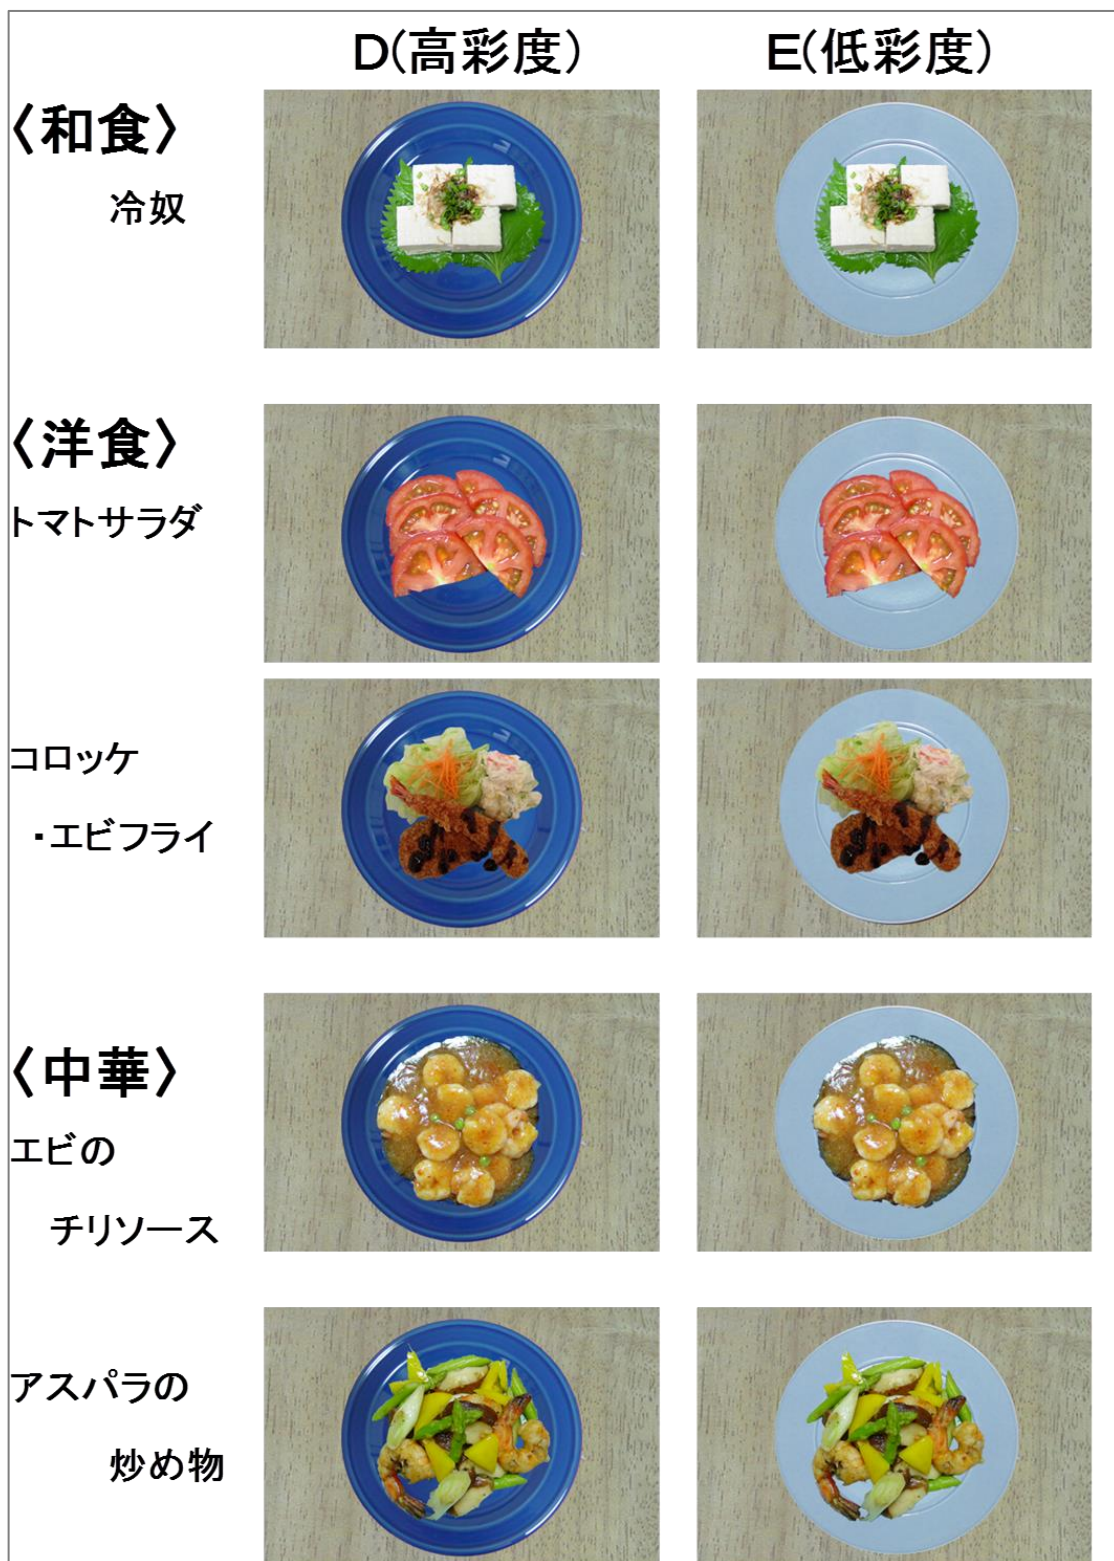 D(高彩度) E(低彩度)
〈和食〉
冷奴
〈洋食〉
トマトサラダ
コロッケ
・エビフライ
〈中華〉
エビの
チリソース
アスパラの
炒め物